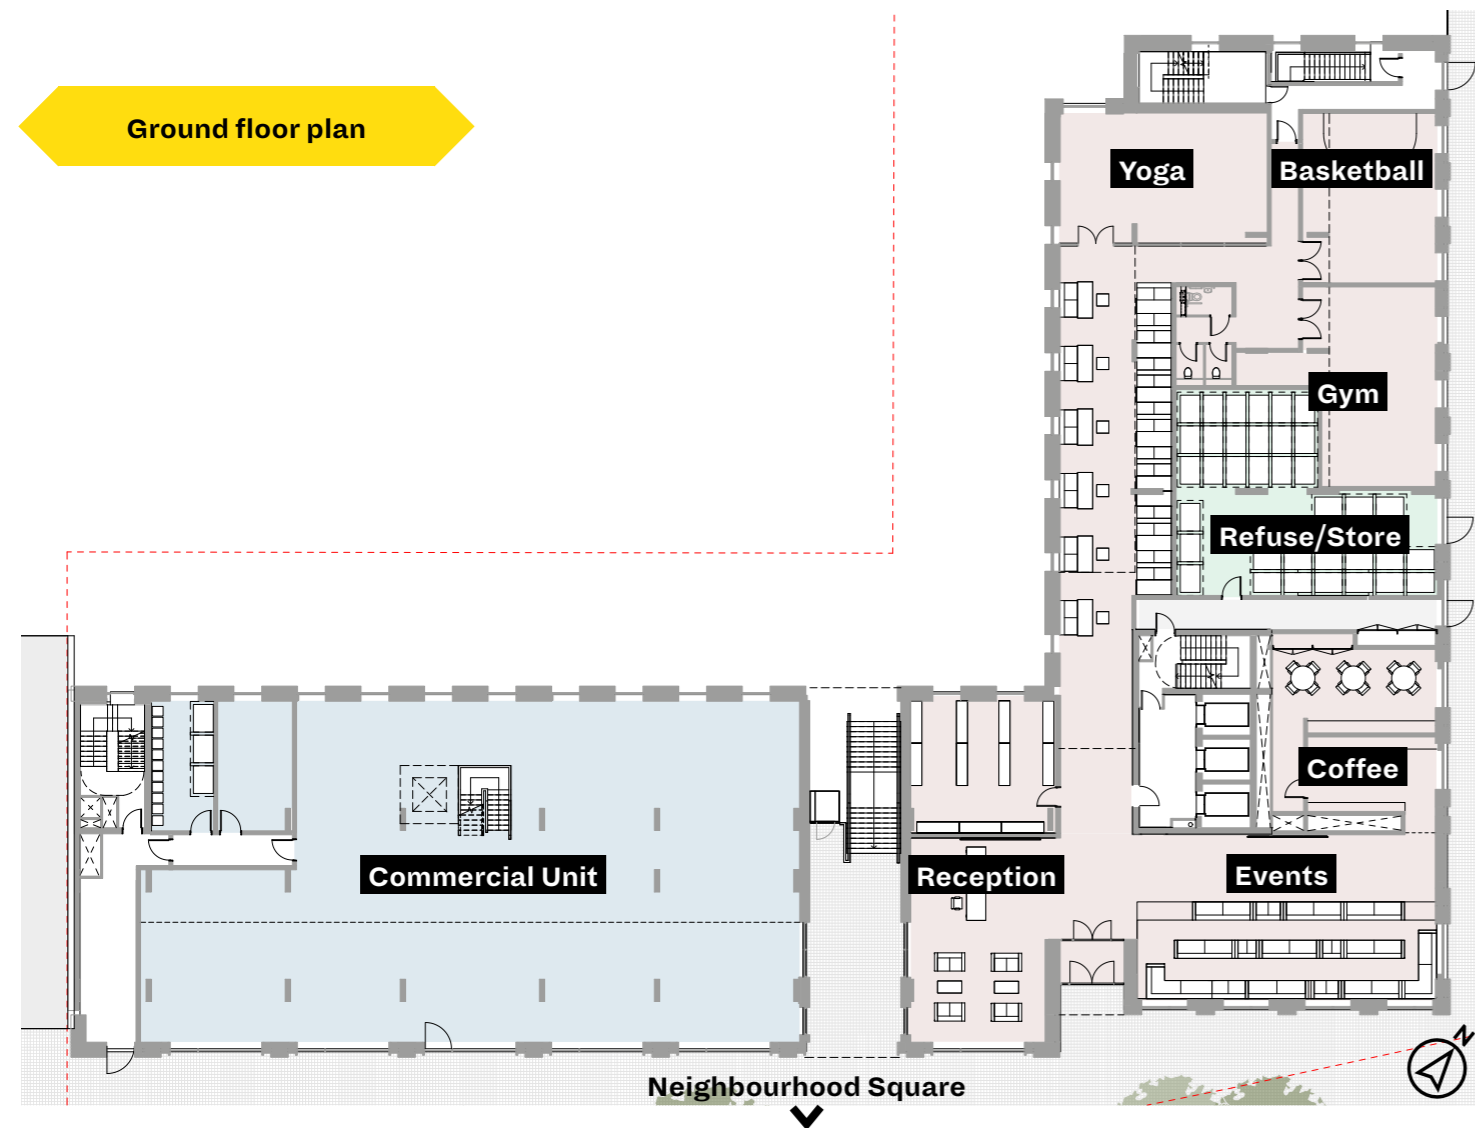 Ground floor plan
Yoga
Basketball
Gym
Refuse/Store
Coffee
Commercial Unit
Reception
Events
N
Neighbourhood Square